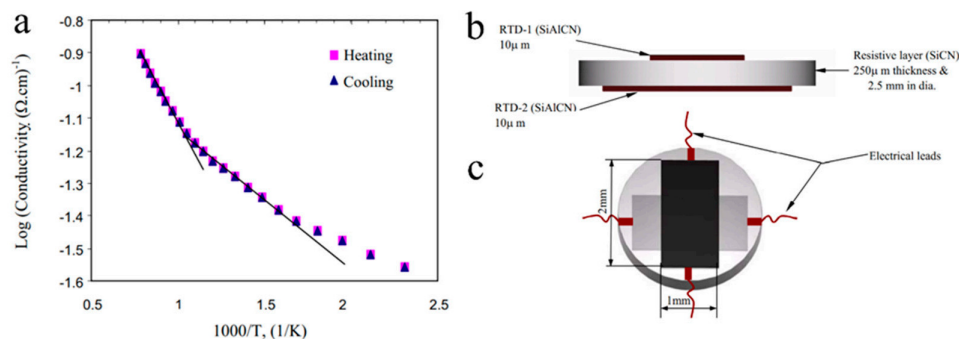 a
-0.8
-0.9
-1
-1.1
-1.2
-1.3
-1.4
-1.5
-1.6
Log (Conductivity (Ω.cm)⁻¹)
Heating
Cooling
0.5
1
1.5
2
2.5
1000/T, (1/K)
b
RTD-1 (SiAlCN)
10μ m
Resistive layer (SiCN)
250μ m thickness &
2.5 mm in dia.
RTD-2 (SiAlCN)
10μ m
c
Electrical leads
2mm
1mm